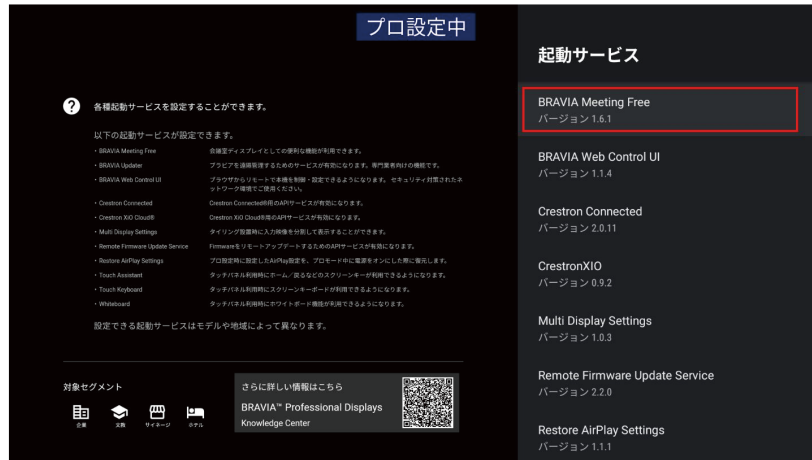 プロ設定中
各種起動サービスを設定することができます。
以下の起動サービスが設定できます。
・BRAVIA Meeting Free 会議室ディスプレイとしての便利な機能が利用できます。
・BRAVIA Updater ブラビアを遠隔管理するためのサービスが有効になります。専門業者向けの機能です。
・BRAVIA Web Control UI ブラウザからリモートで本機を制御・設定できるようになります。 セキュリティ対策されたネ
ットワーク環境でご使用ください。
・Crestron Connected Crestron Connected®用のAPIサービスが有効になります。
・Crestron XiO Cloud® Crestron XiO Cloud®用のAPIサービスが有効になります。
・Multi Display Settings タイリング設置時に入力映像を分割して表示することができます。
・Remote Firmware Update Service Firmwareをリモートアップデートするための APIサービスが有効になります。
・Restore AirPlay Settings プロ設定時に設定したAirPlay設定を、プロモード中に電源をオンにした際に復元します。
・Touch Assistant タッチパネル利用時にホーム／戻るなどのスクリーンキーが利用できるようになります。
・Touch Keyboard タッチパネル利用時にスクリーンキーボードが利用できるようになります。
・Whiteboard タッチパネル利用時にホワイトボード機能が利用できるようになります。
設定できる起動サービスはモデルや地域によって異なります。
対象セグメント
企業 文教 サイネージ ホテル
さらに詳しい情報はこちら
BRAVIA™ Professional Displays
Knowledge Center
起動サービス
BRAVIA Meeting Free
バージョン 1.6.1
BRAVIA Web Control UI
バージョン 1.1.4
Crestron Connected
バージョン 2.0.11
CrestronXIO
バージョン 0.9.2
Multi Display Settings
バージョン 1.0.3
Remote Firmware Update Service
バージョン 2.2.0
Restore AirPlay Settings
バージョン 1.1.1